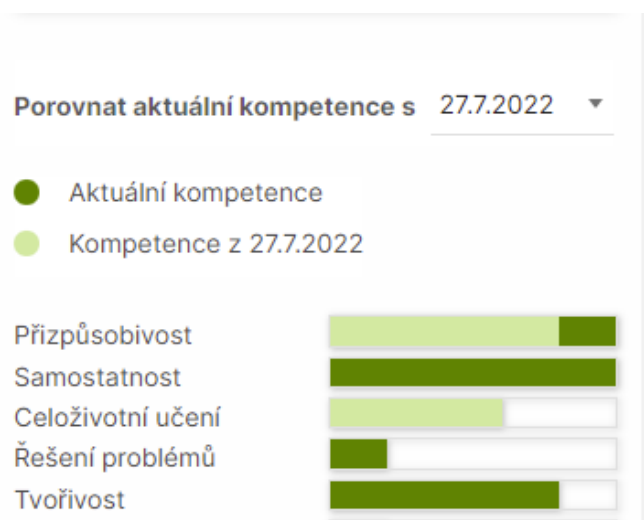 Porovnat aktuální kompetence s 27.7.2022
Aktuální kompetence
Kompetence z 27.7.2022
Přizpůsobivost
Samostatnost
Celoživotní učení
Řešení problémů
Tvořivost